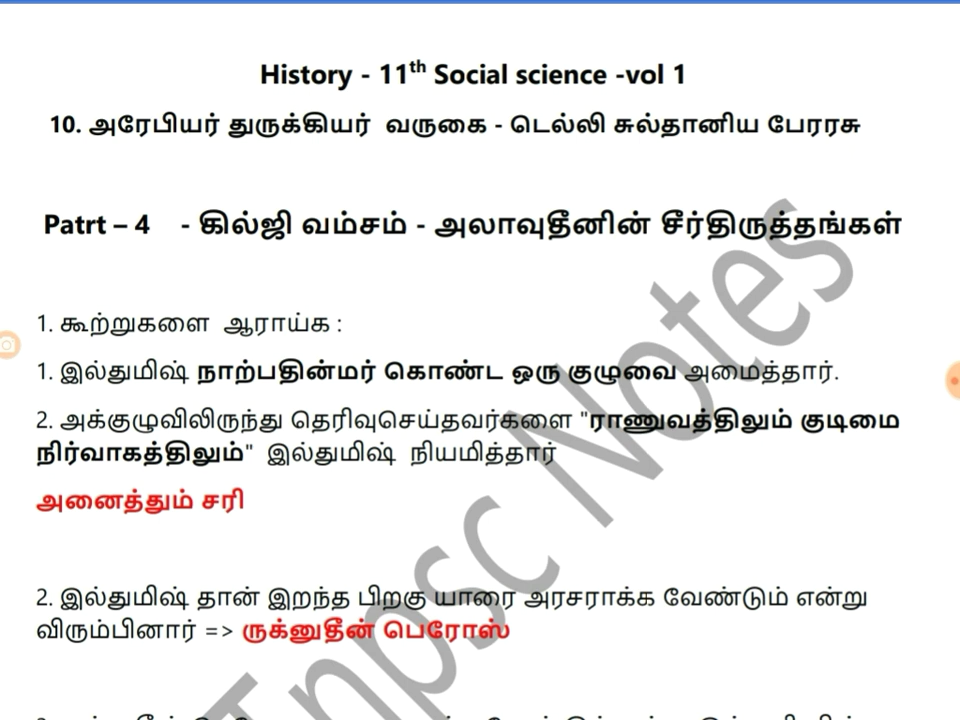 History - 11th Social science -vol 1
10. அரேபியர் துருக்கியர் வருகை - டெல்லி சுல்தானிய பேரரசு
Patrt – 4 - கில்ஜி வம்சம் - அலாவுதீனின் சீர்திருத்தங்கள்
1. கூற்றுகளை ஆராய்க :
1. இல்துமிஷ் நாற்பதின்மர் கொண்ட ஒரு குழுவை அமைத்தார்.
2. அக்குழுவிலிருந்து தெரிவுசெய்தவர்களை "ராணுவத்திலும் குடிமை
நிர்வாகத்திலும்" இல்துமிஷ் நியமித்தார்
அனைத்தும் சரி
2. இல்துமிஷ் தான் இறந்த பிறகு யாரை அரசராக்க வேண்டும் என்று
விரும்பினார் => ருக்னுதீன் பெரோஸ்
Tnpsc Notes